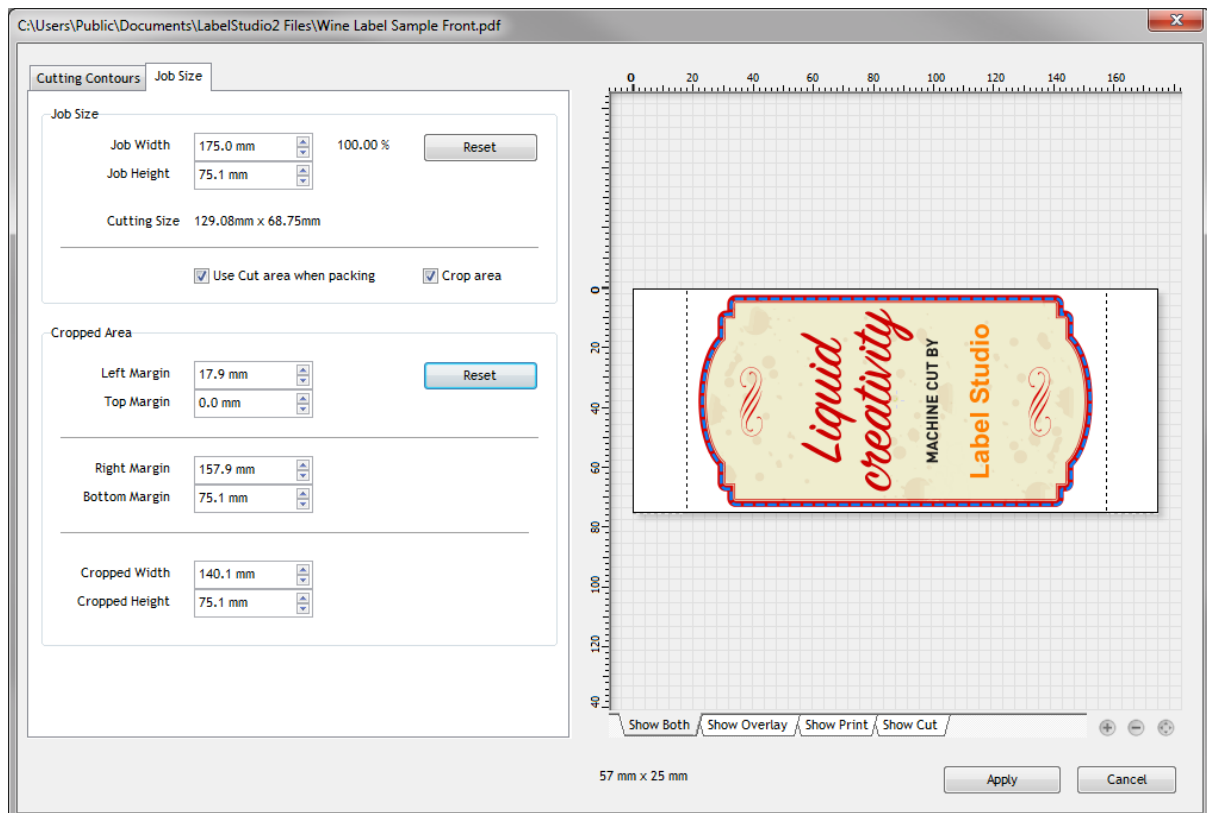 C:\Users\Public\Documents\LabelStudio2 Files\Wine Label Sample Front.pdf
x
Cutting Contours Job Size
Job Size
Job Width 175.0 mm 100.00 % Reset
Job Height 75.1 mm
Cutting Size 129.08mm x 68.75mm
Use Cut area when packing Crop area
Cropped Area
Left Margin 17.9 mm Reset
Top Margin 0.0 mm
Right Margin 157.9 mm
Bottom Margin 75.1 mm
Cropped Width 140.1 mm
Cropped Height 75.1 mm
0 20 40 60 80 100 120 140 160
0
20
40
60
80
100
120
40
Liquid
creativity
MACHINE CUT BY
Label Studio
Show Both Show Overlay Show Print Show Cut
57 mm x 25 mm
Apply Cancel